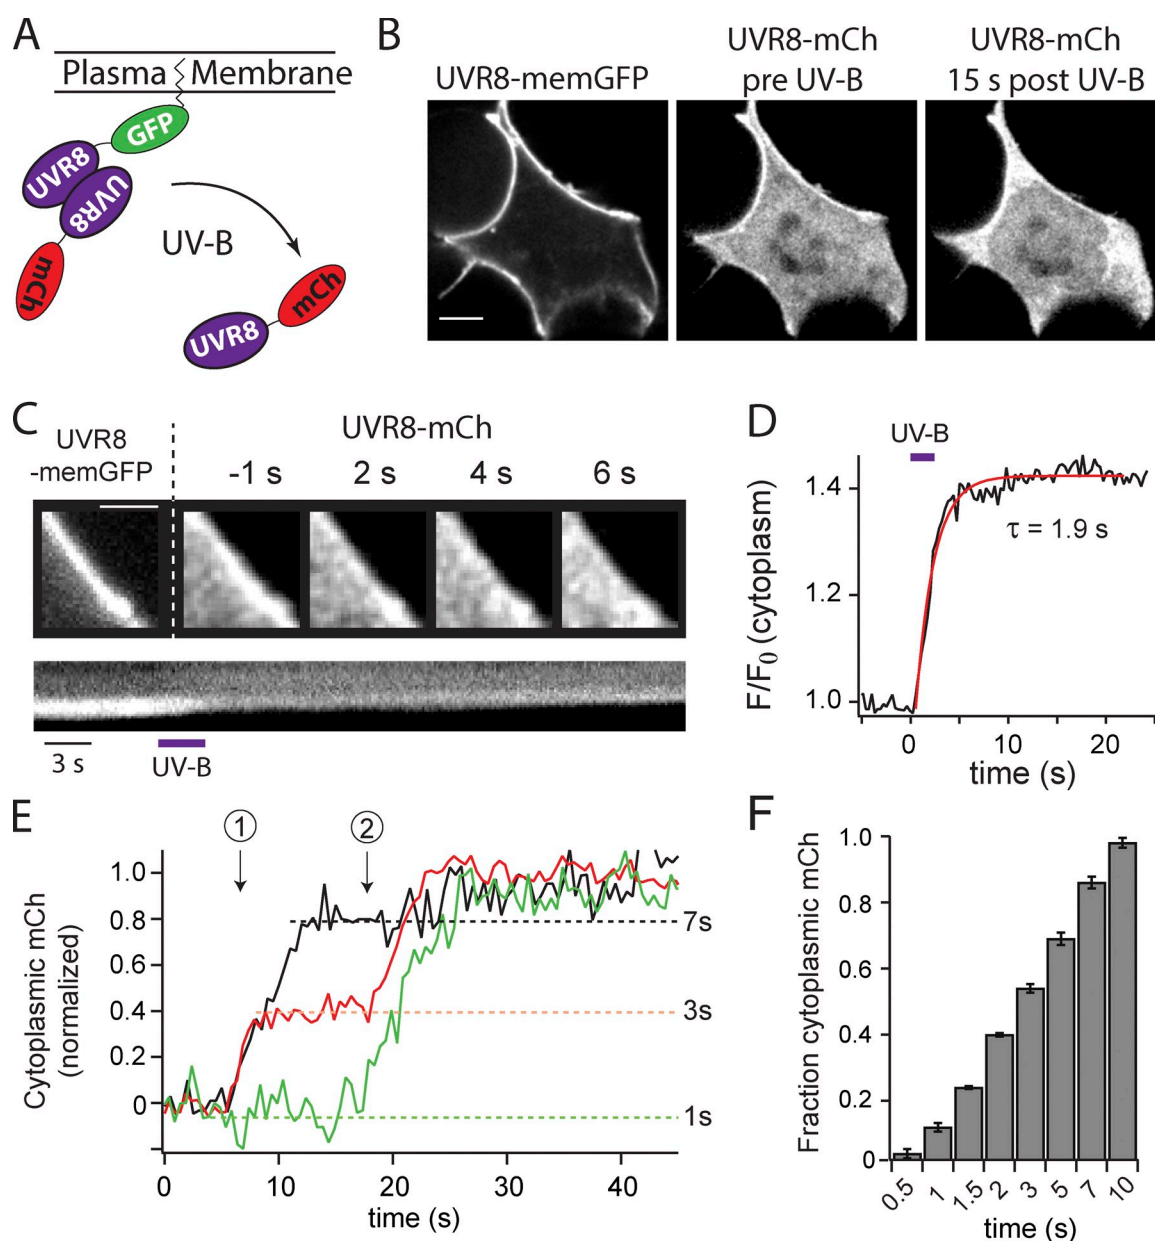 A
Plasma Membrane
GFP
UVR8
UVR8
mCh
UV-B
mCh
UVR8
B
UVR8-memGFP
UVR8-mCh
pre UV-B
UVR8-mCh
15 s post UV-B
C
UVR8
-memGFP
UVR8-mCh
-1 s
2 s
4 s
6 s
3 s
UV-B
D
UV-B
1.4
1.2
1.0
F/F0 (cytoplasm)
τ = 1.9 s
0
10
20
time (s)
E
1
2
1.0
0.8
0.6
0.4
0.2
0
Cytoplasmic mCh
(normalized)
7s
3s
1s
0
10
20
30
40
time (s)
F
1.0
0.8
0.6
0.4
0.2
0
Fraction cytoplasmic mCh
0.5
1
1.5
2
3
5
7
10
time (s)